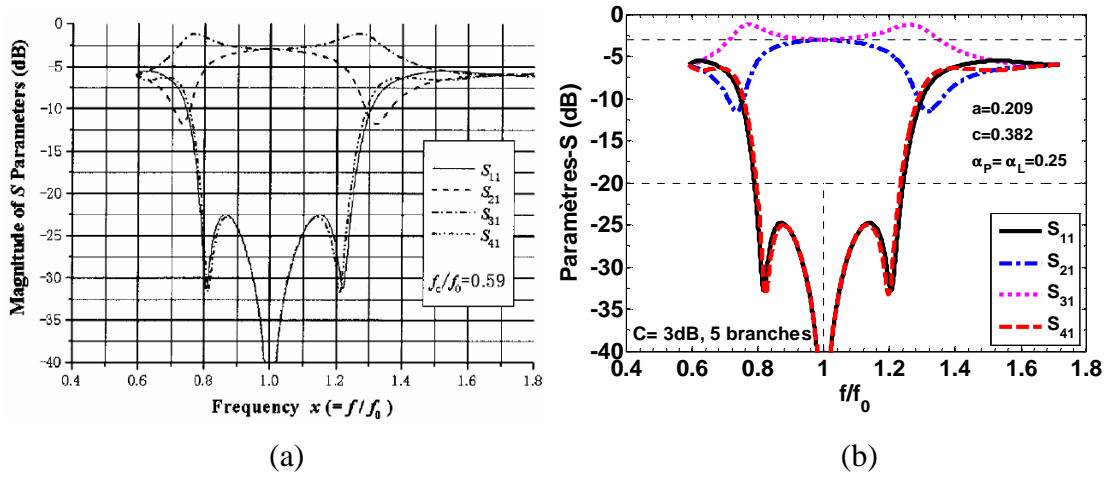 Magnitude of S Parameters (dB)
0
-5
-10
-15
-20
-25
-30
-35
-40
S11
S21
S31
S41
fc/f0=0.59
0.4 0.6 0.8 1.0 1.2 1.4 1.6 1.8
Frequency x (= f / f0)
(a)
Paramètres-S (dB)
0
-5
-10
-15
-20
-25
-30
-35
-40
a=0.209
c=0.382
αP= αL=0.25
S11
S21
S31
S41
C= 3dB, 5 branches
0.4 0.6 0.8 1 1.2 1.4 1.6 1.8
f/f0
(b)